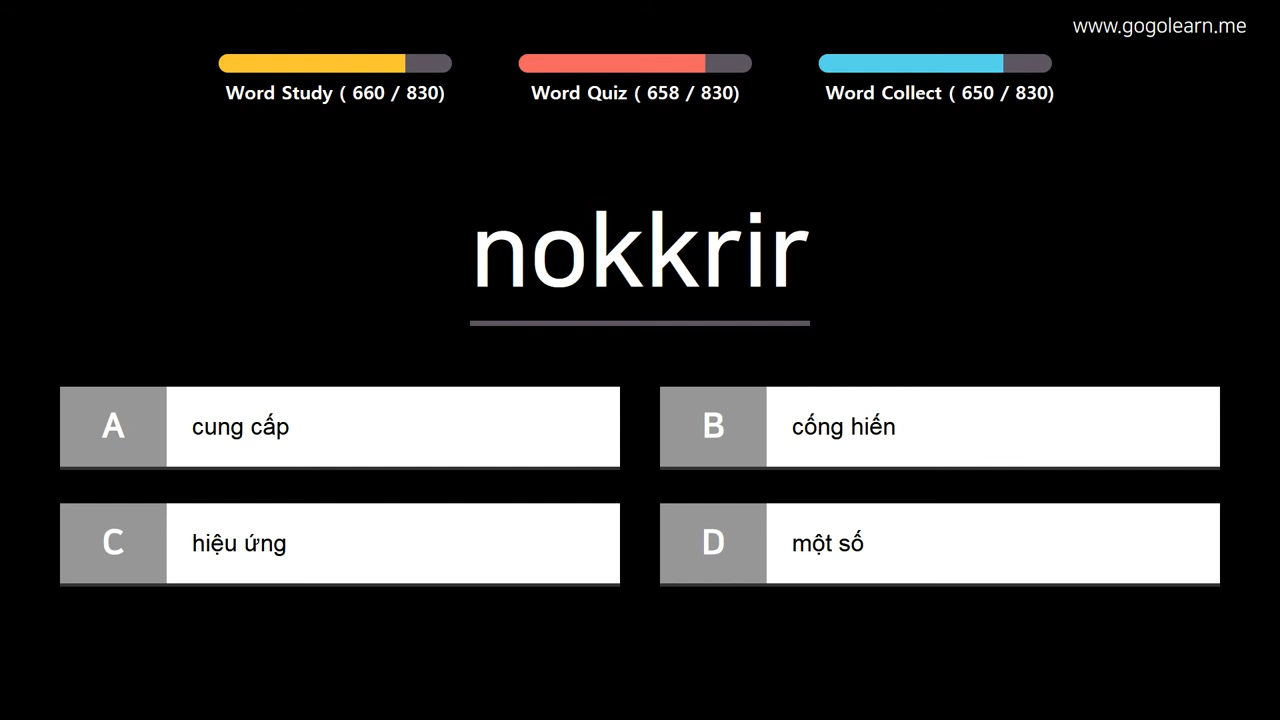 www.gogolearn.me
Word Study ( 660 / 830)
Word Quiz ( 658 / 830)
Word Collect ( 650 / 830)
nokkrir
A cung cấp
B cống hiến
C hiệu ứng
D một số